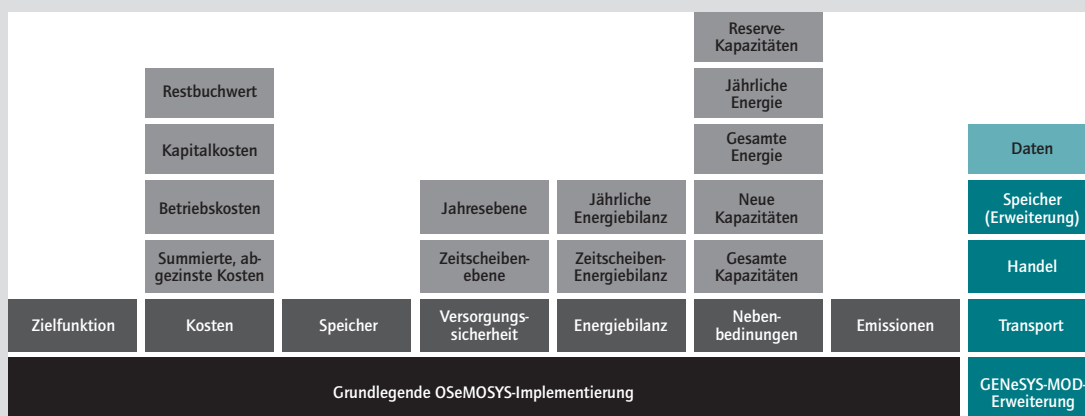 Reserve-
Kapazitäten
Restbuchwert
Jährliche
Energie
Kapitalkosten
Gesamte
Energie
Daten
Betriebskosten
Jahresebene
Jährliche
Energiebilanz
Neue
Kapazitäten
Speicher
(Erweiterung)
Summierte, ab-
gezinste Kosten
Zeitscheiben-
ebene
Zeitscheiben-
Energiebilanz
Gesamte
Kapazitäten
Handel
Zielfunktion
Kosten
Speicher
Versorgungs-
sicherheit
Energiebilanz
Neben-
bedinungen
Emissionen
Transport
Grundlegende OSeMOSYS-Implementierung
GENeSYS-MOD-
Erweiterung